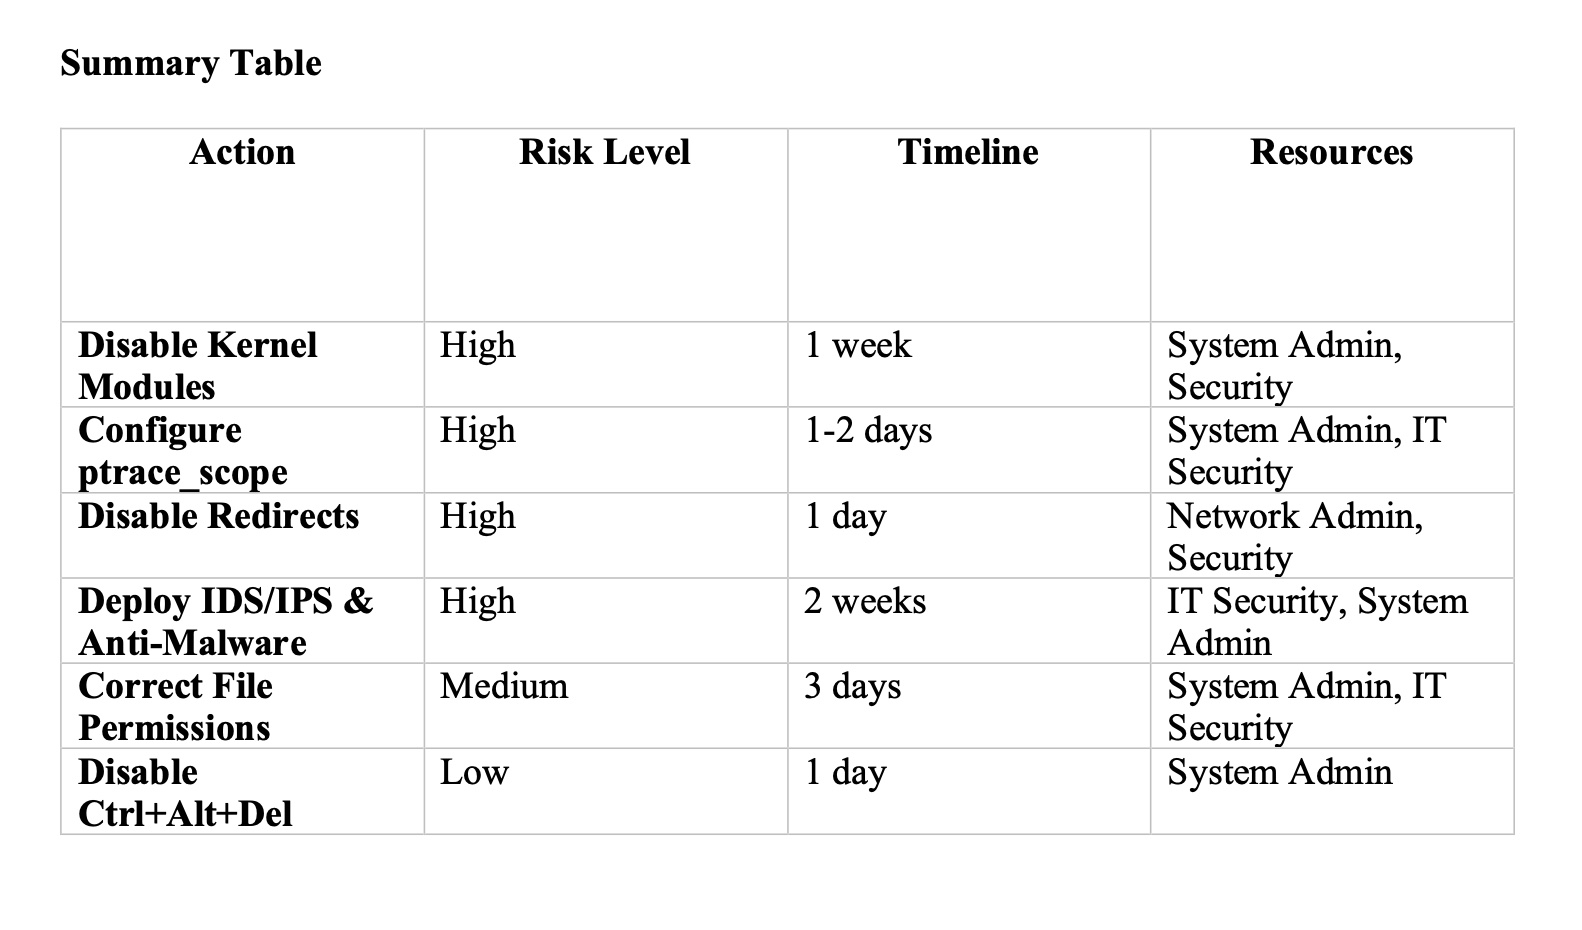 Summary Table
Action Risk Level Timeline Resources
Disable Kernel High 1 week System Admin,
Modules Security
Configure High 1-2 days System Admin, IT
ptrace_scope Security
Disable Redirects High 1 day Network Admin,
Security
Deploy IDS/IPS & High 2 weeks IT Security, System
Anti-Malware Admin
Correct File Medium 3 days System Admin, IT
Permissions Security
Disable Low 1 day System Admin
Ctrl+Alt+Del